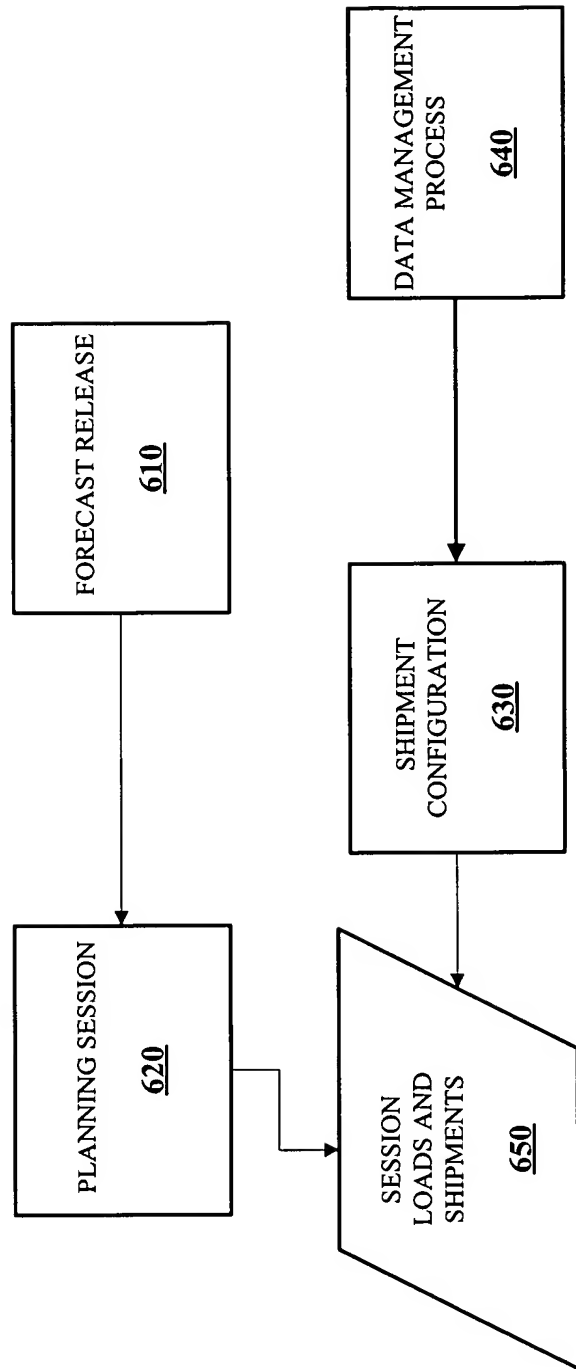 FORECAST RELEASE
610
PLANNING SESSION
620
DATA MANAGEMENT
PROCESS
640
SHIPMENT
CONFIGURATION
630
SESSION
LOADS AND
SHIPMENTS
650